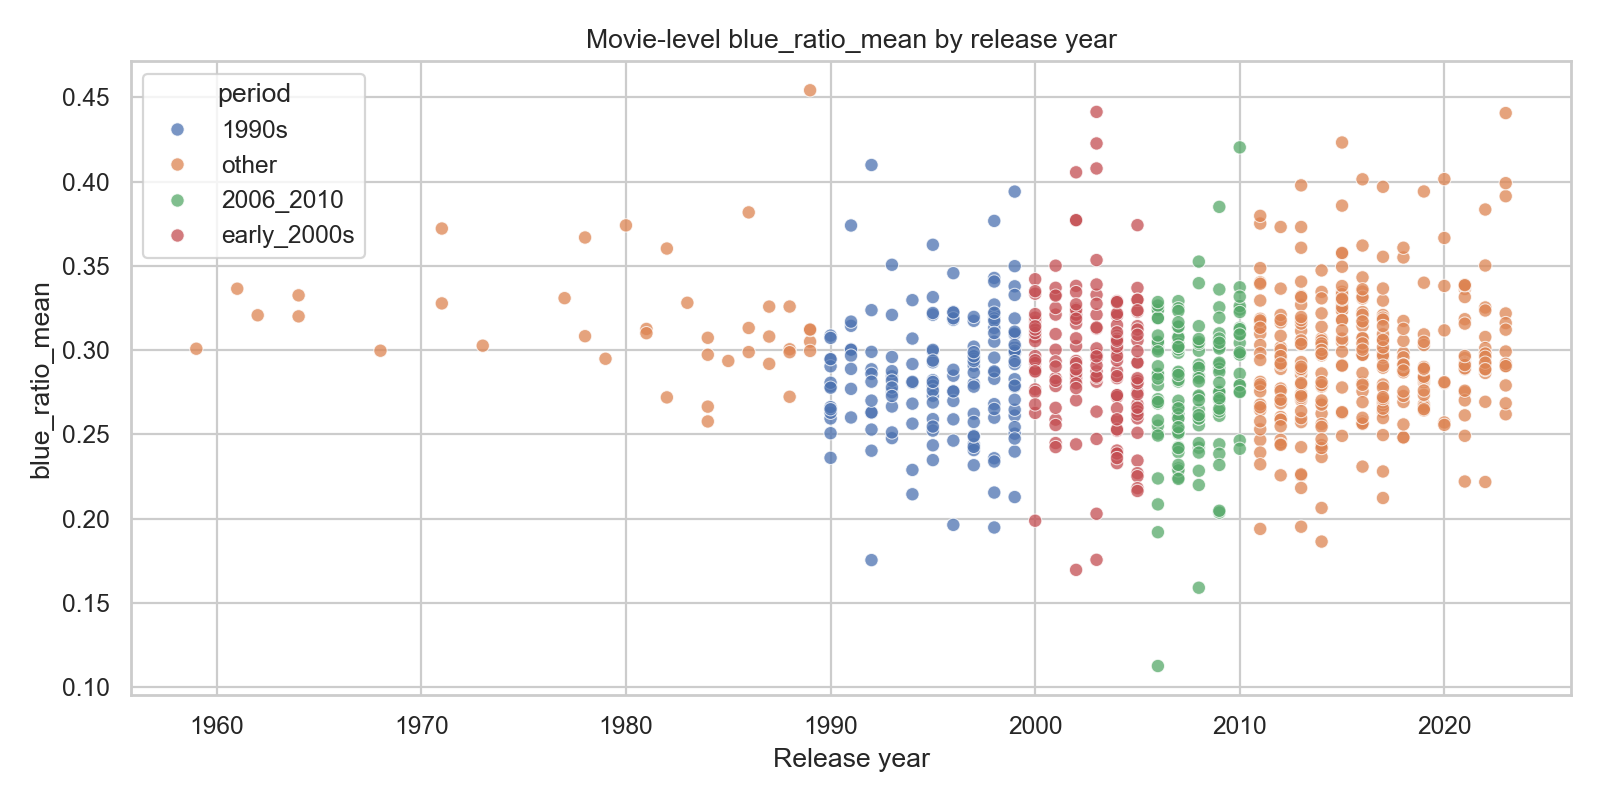 Movie-level blue_ratio_mean by release year
period
1990s
other
2006_2010
early_2000s
0.45
0.40
0.35
0.30
0.25
0.20
0.15
0.10
blue_ratio_mean
1960 1970 1980 1990 2000 2010 2020
Release year